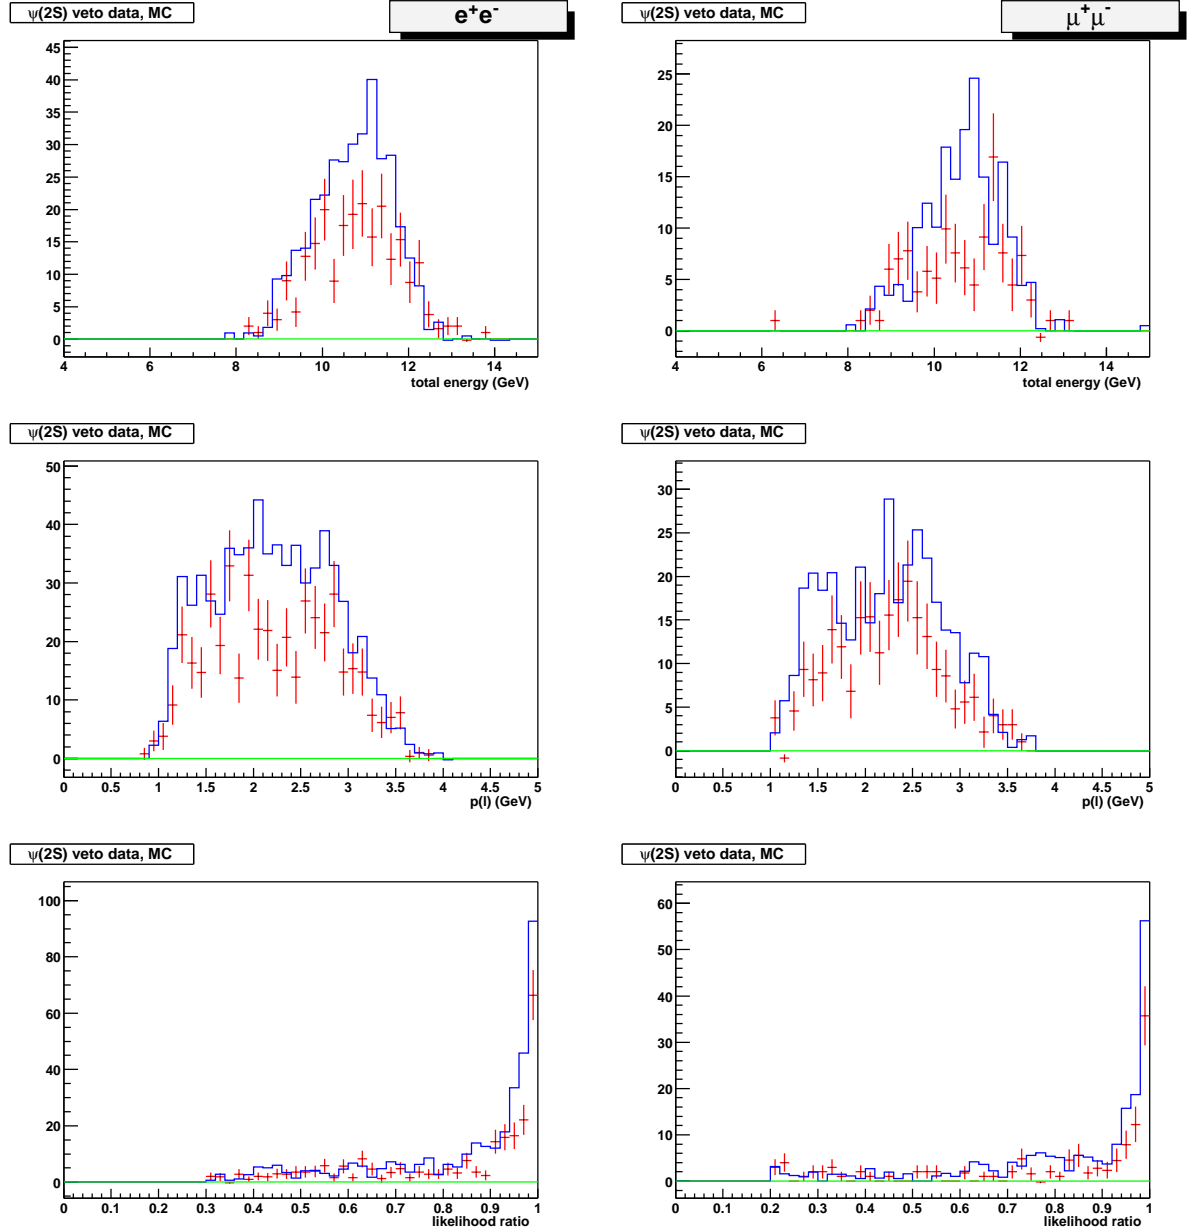 ψ(2S) veto data, MC
e⁺e⁻
45
40
35
30
25
20
15
10
5
0
4 6 8 10 12 14
total energy (GeV)
ψ(2S) veto data, MC
μ⁺μ⁻
25
20
15
10
5
0
4 6 8 10 12 14
total energy (GeV)
ψ(2S) veto data, MC
50
40
30
20
10
0
0 0.5 1 1.5 2 2.5 3 3.5 4 4.5 5
p(l) (GeV)
ψ(2S) veto data, MC
30
25
20
15
10
5
0
0 0.5 1 1.5 2 2.5 3 3.5 4 4.5 5
p(l) (GeV)
ψ(2S) veto data, MC
100
80
60
40
20
0
0 0.1 0.2 0.3 0.4 0.5 0.6 0.7 0.8 0.9 1
likelihood ratio
ψ(2S) veto data, MC
60
50
40
30
20
10
0
0 0.1 0.2 0.3 0.4 0.5 0.6 0.7 0.8 0.9 1
likelihood ratio